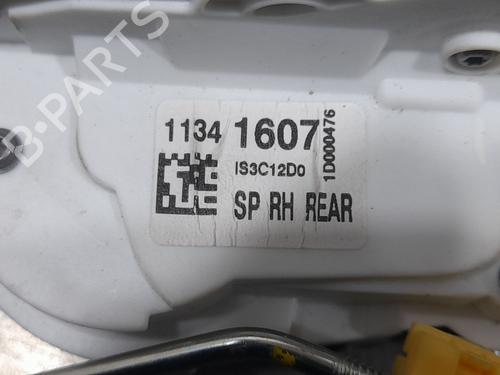 1134 1607
IS3C12D0
1D000476
SP RH REAR
B-PARTS